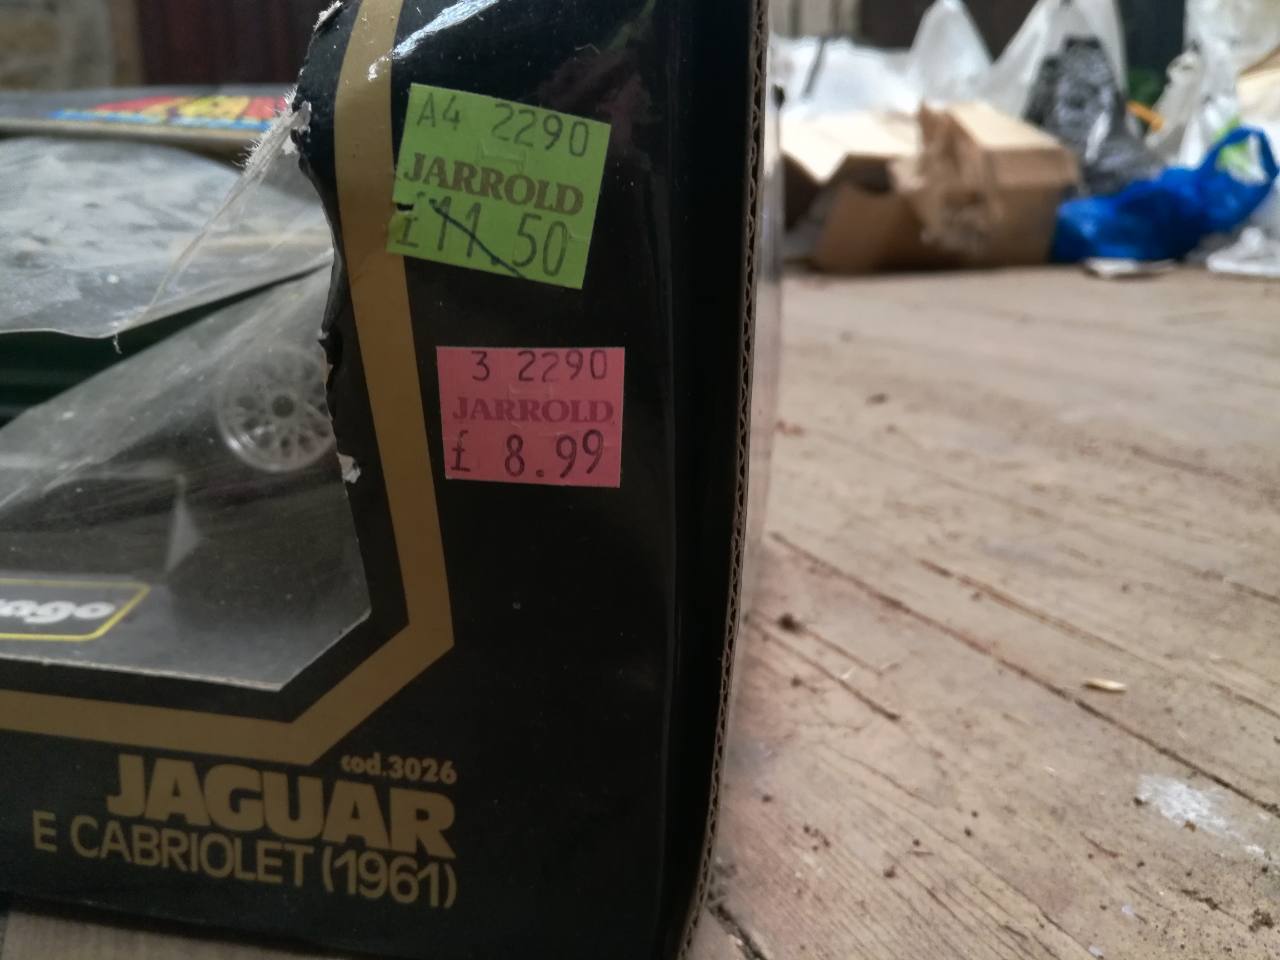 A4 2290
JARROLD
£11.50
3 2290
JARROLD
£ 8.99
cod.3026
JAGUAR
E CABRIOLET (1961)